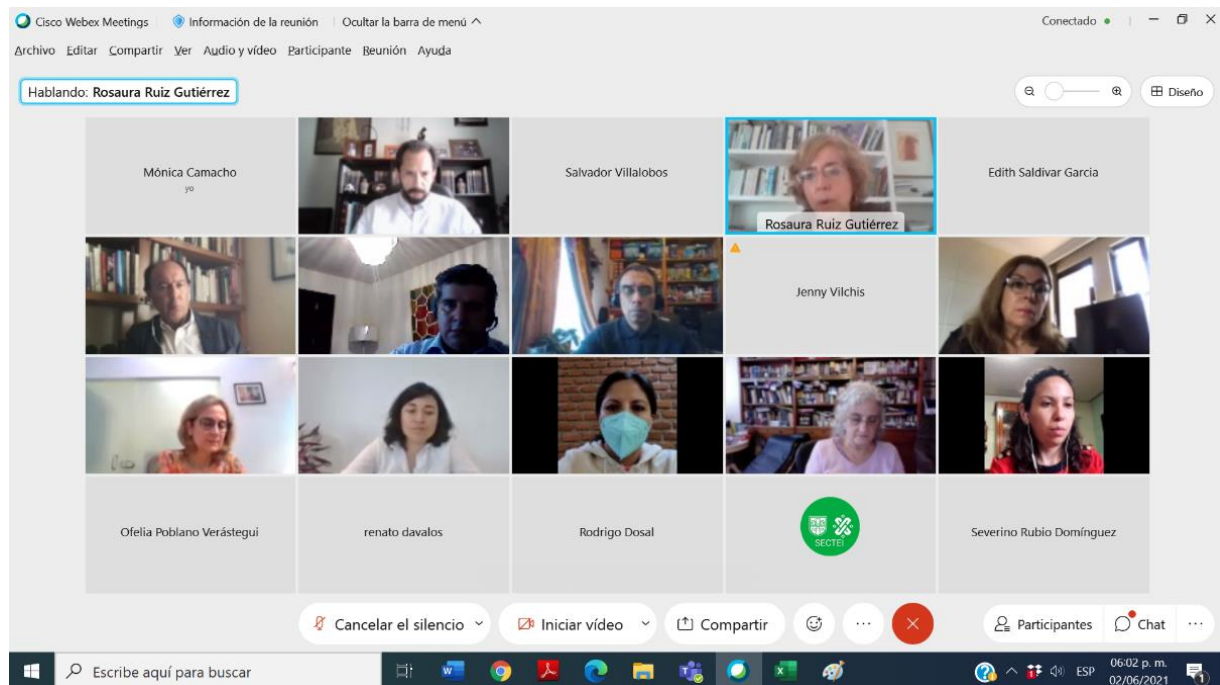 Cisco Webex Meetings
Información de la reunión
Ocultar la barra de menú
Conectado
Archivo Editar Compartir Ver Audio y vídeo Participante Reunión Ayuda
Hablando: Rosaura Ruiz Gutiérrez
Diseño
Mónica Camacho
yo
Salvador Villalobos
Rosaura Ruiz Gutiérrez
Edith Saldivar Garcia
Jenny Vilchis
Ofelia Poblano Verástegui
renato davalos
Rodrigo Dosal
SECTEI
Severino Rubio Domínguez
Cancelar el silencio
Iniciar vídeo
Compartir
Participantes
Chat
Escribe aquí para buscar
ESP
06:02 p. m.
02/06/2021